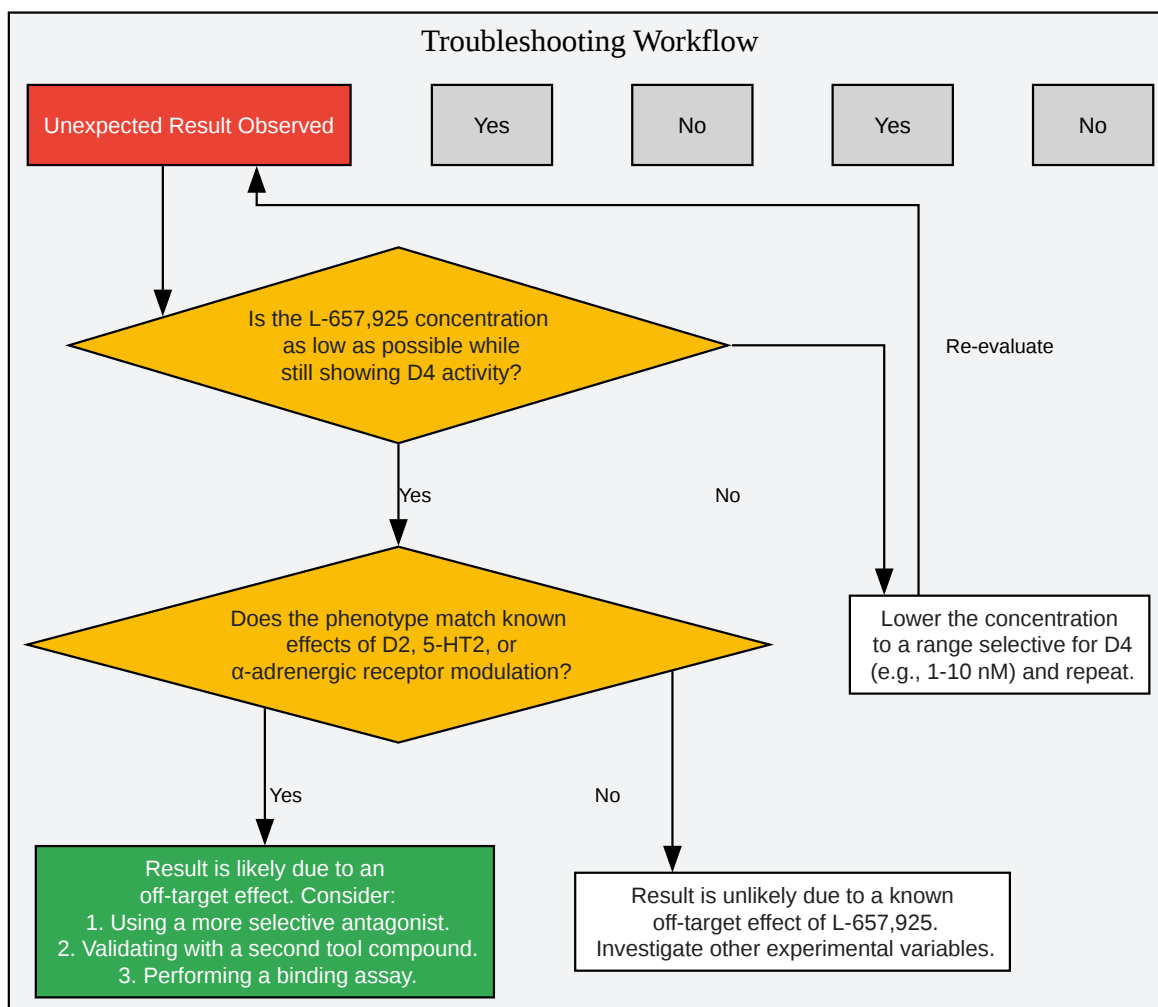 Troubleshooting Workflow
Unexpected Result Observed
Yes
No
Yes
No
Is the L-657,925 concentration
as low as possible while
still showing D4 activity?
Re-evaluate
Yes
No
Does the phenotype match known
effects of D2, 5-HT2, or
α-adrenergic receptor modulation?
Lower the concentration
to a range selective for D4
(e.g., 1-10 nM) and repeat.
Yes
No
Result is likely due to an
off-target effect. Consider:
1. Using a more selective antagonist.
2. Validating with a second tool compound.
3. Performing a binding assay.
Result is unlikely due to a known
off-target effect of L-657,925.
Investigate other experimental variables.